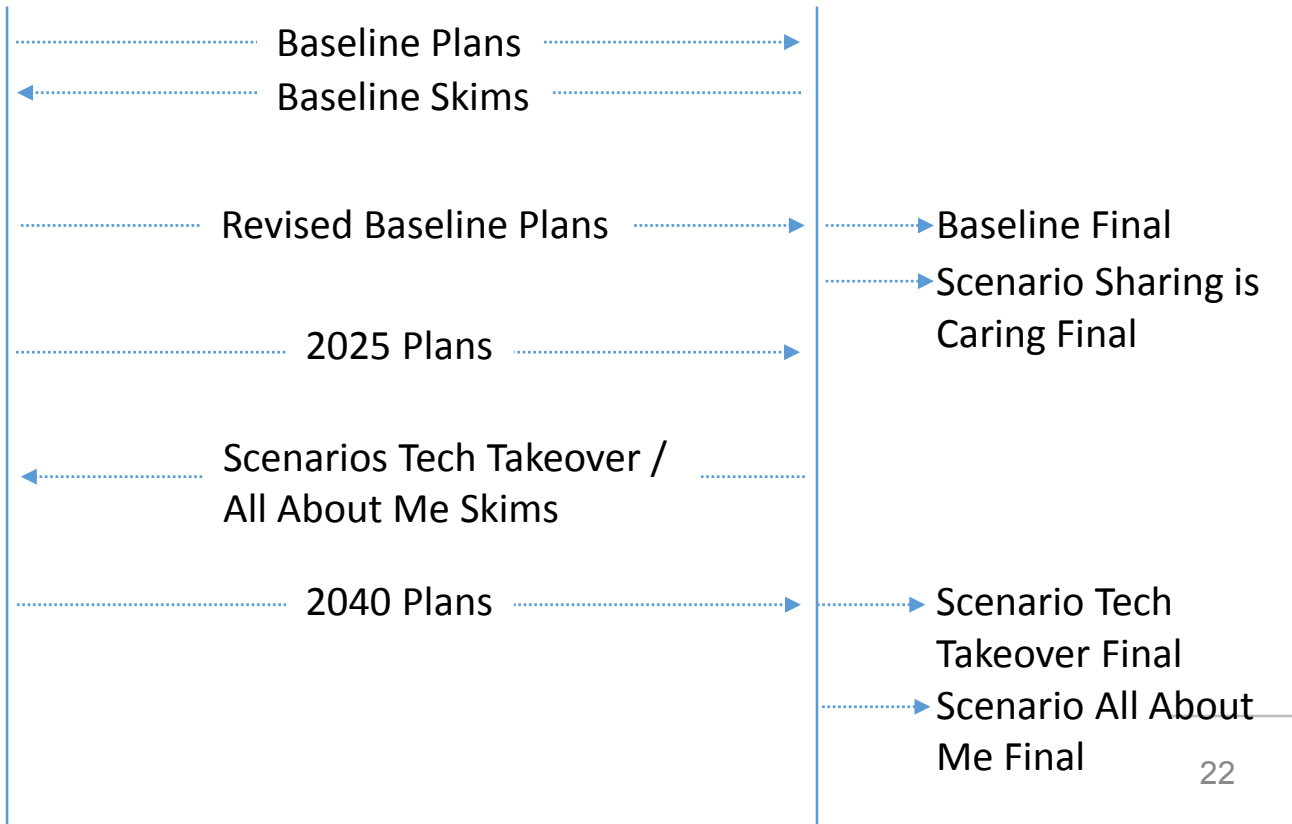 Baseline Plans
Baseline Skims
Revised Baseline Plans
Baseline Final
Scenario Sharing is
Caring Final
2025 Plans
Scenarios Tech Takeover /
All About Me Skims
2040 Plans
Scenario Tech
Takeover Final
Scenario All About
Me Final
22